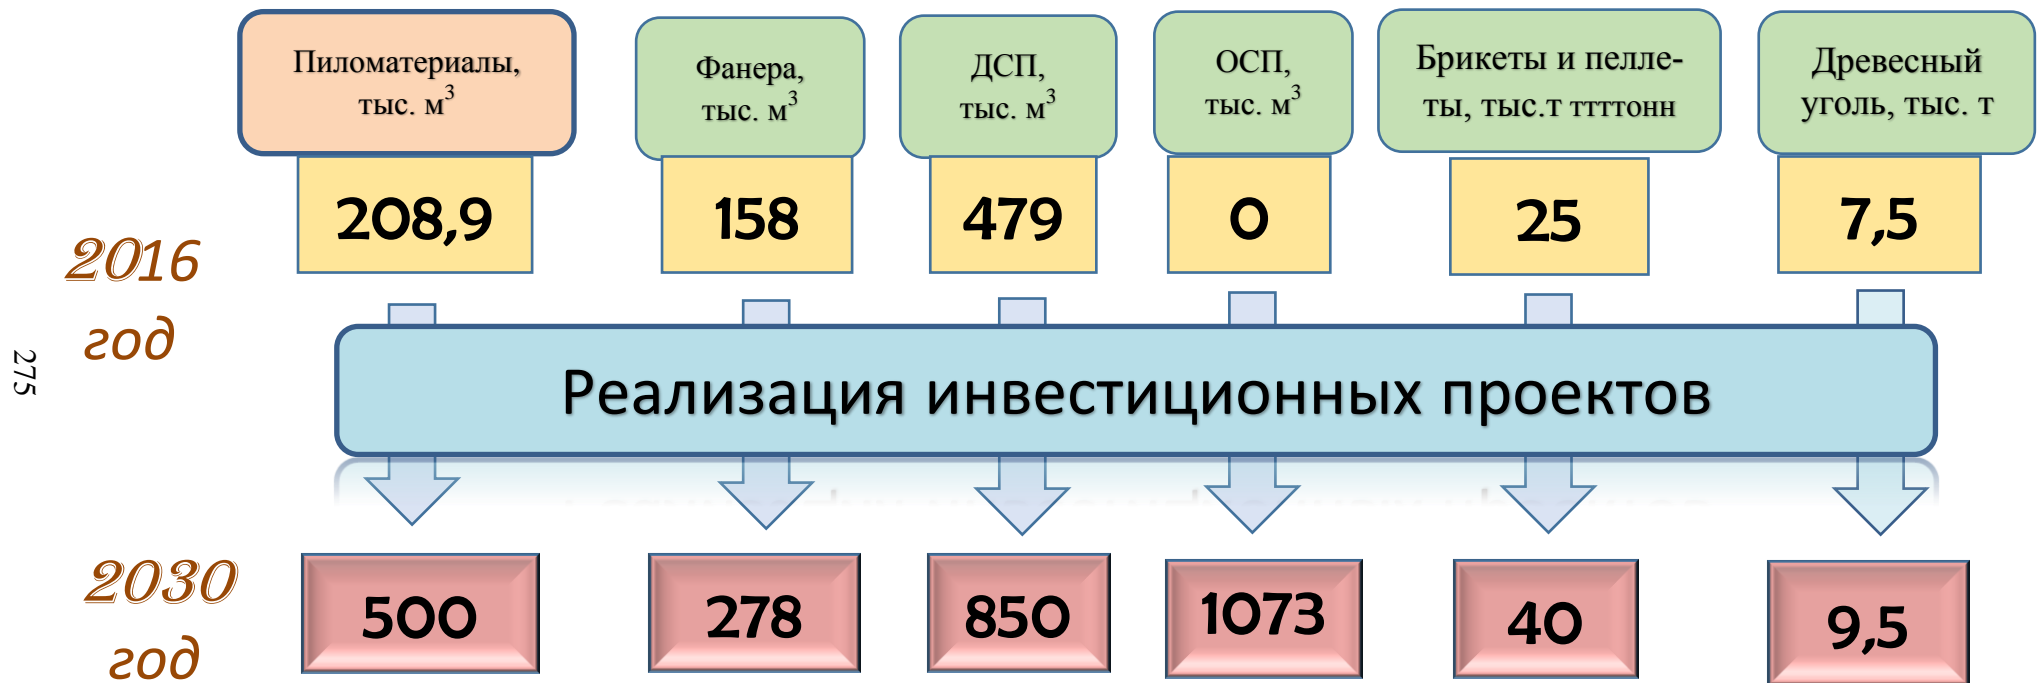 Пиломатериалы,
тыс. м³
Фанера,
тыс. м³
ДСП,
тыс. м³
ОСП,
тыс. м³
Брикеты и пелле-
ты, тыс.т ттттонн
Древесный
уголь, тыс. т
208,9
158
479
0
25
7,5
2016
год
275
Реализация инвестиционных проектов
2030
год
500
278
850
1073
40
9,5